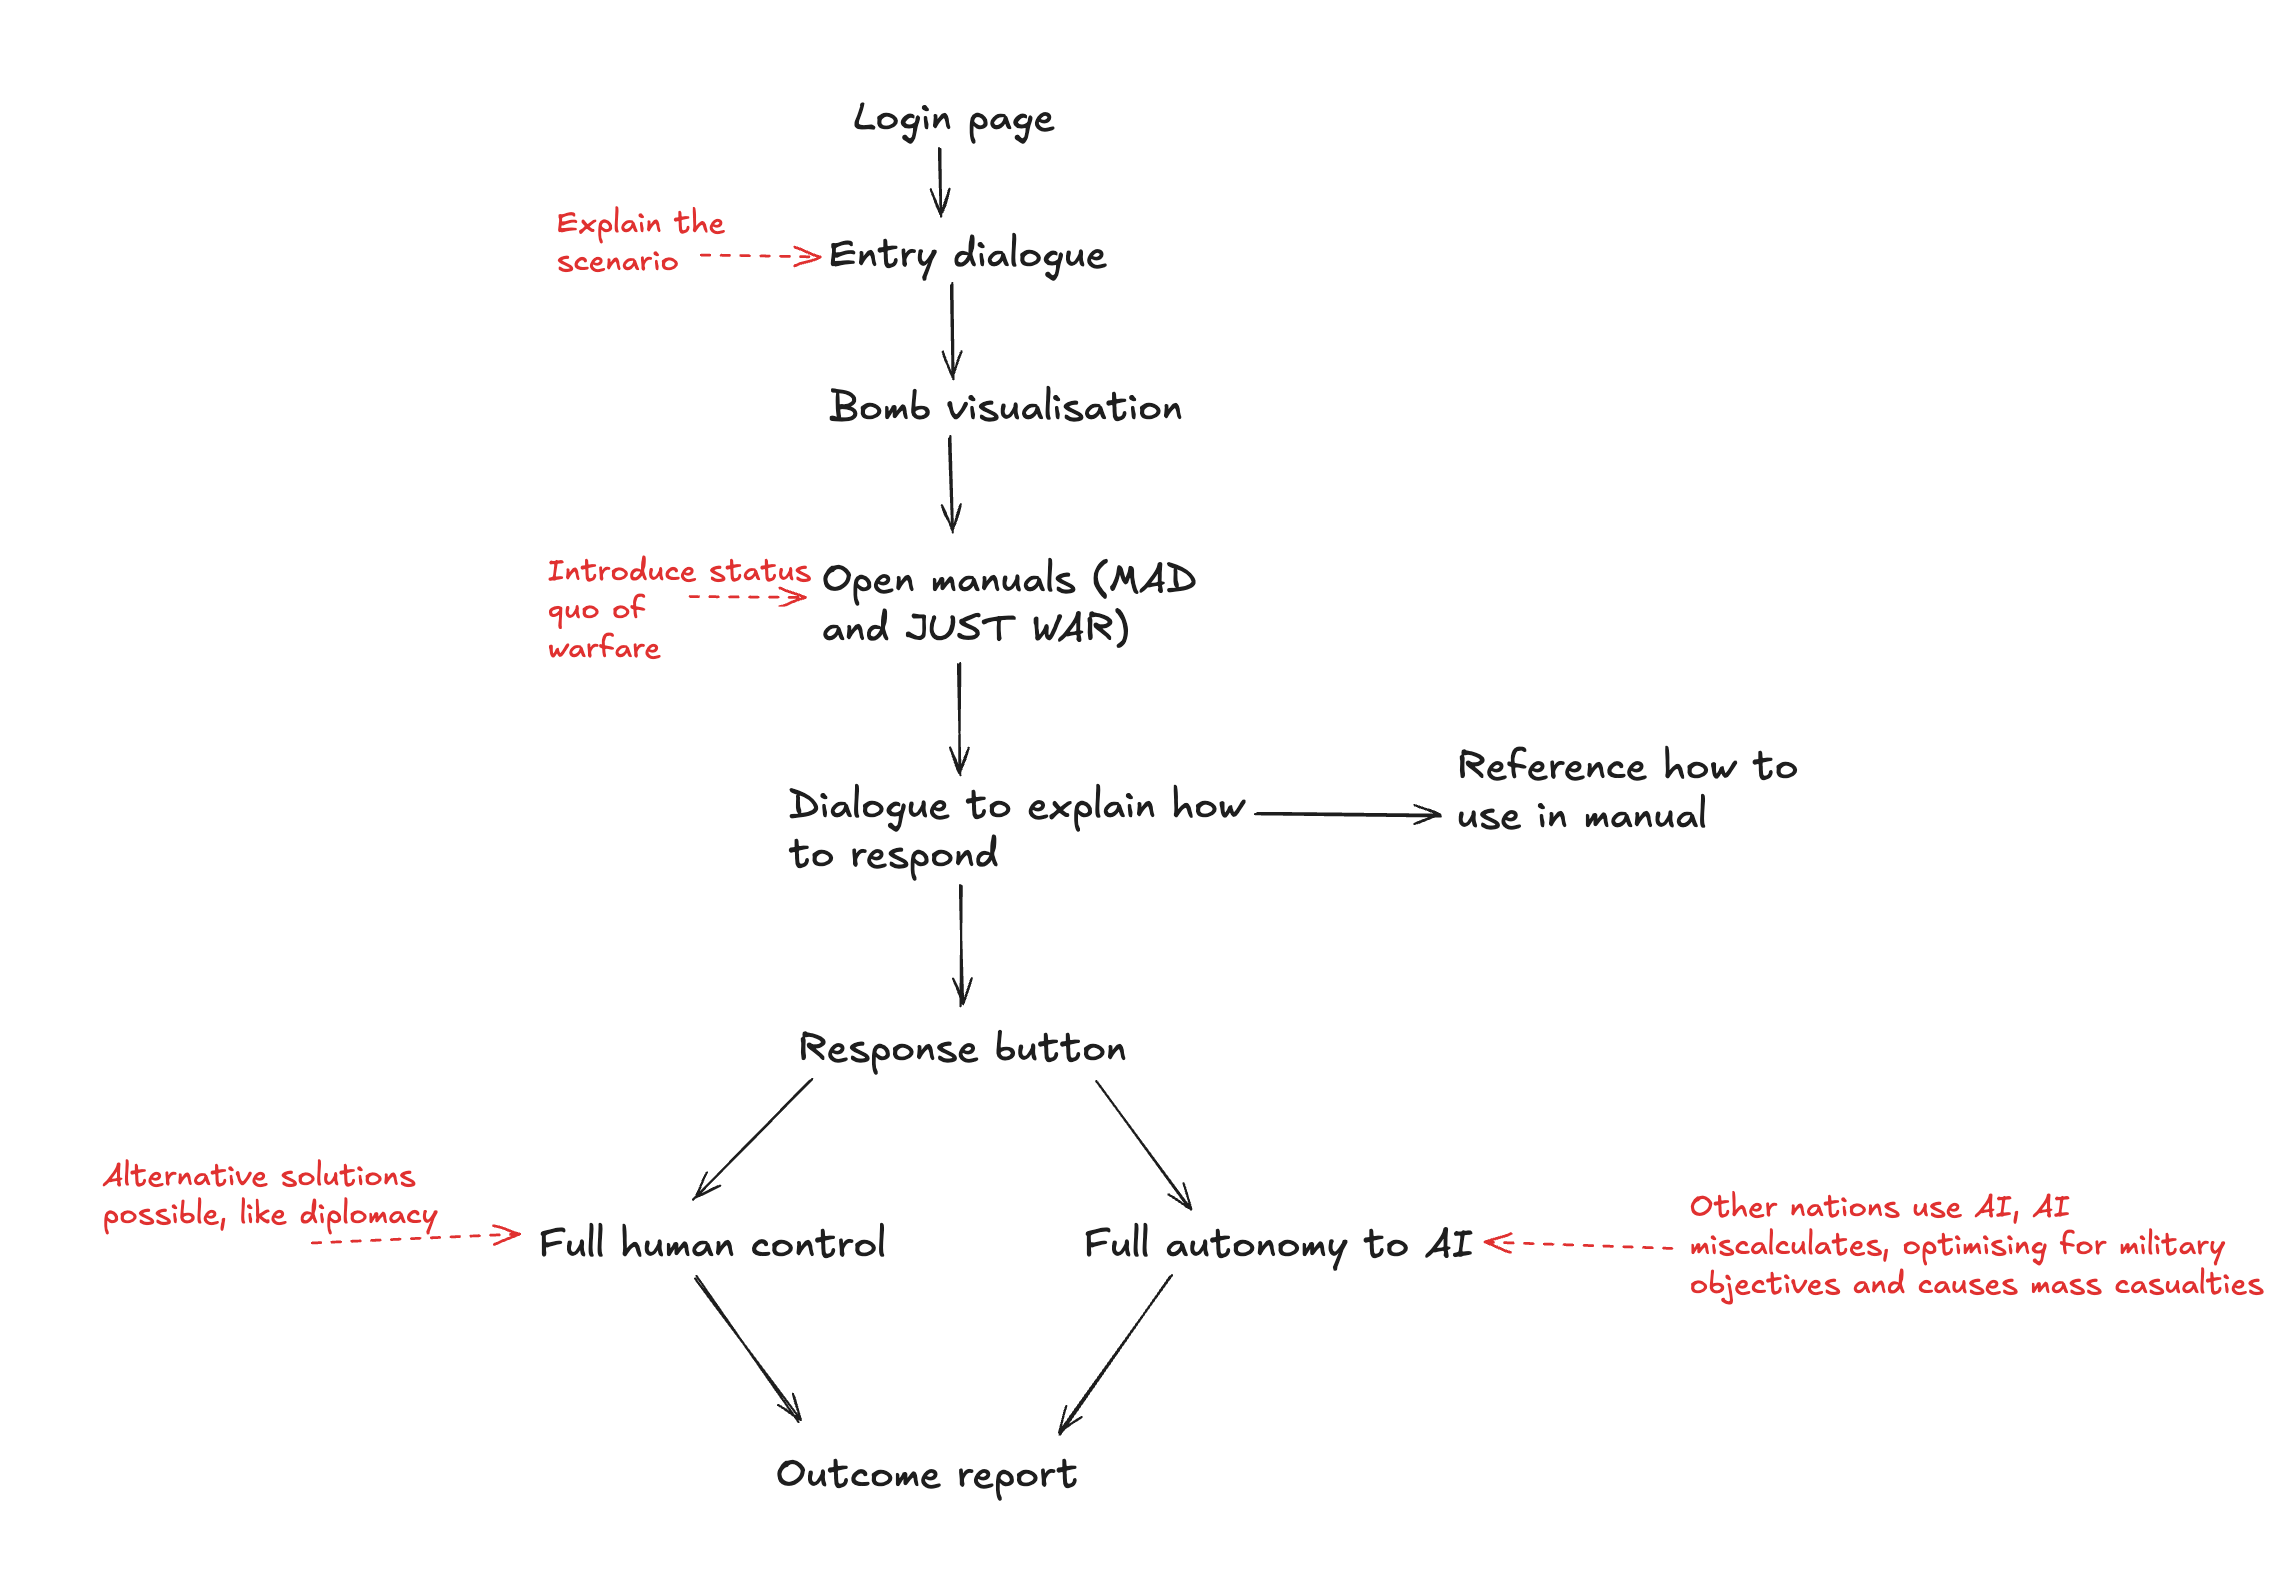 Login page
Explain the
scenario
Entry dialogue
Bomb visualisation
Introduce status
quo of
warfare
Open manuals (MAD
and JUST WAR)
Dialogue to explain how
to respond
Reference how to
use in manual
Response button
Alternative solutions
possible, like diplomacy
Full human control
Full autonomy to AI
Other nations use AI, AI
miscalculates, optimising for military
objectives and causes mass casualties
Outcome report